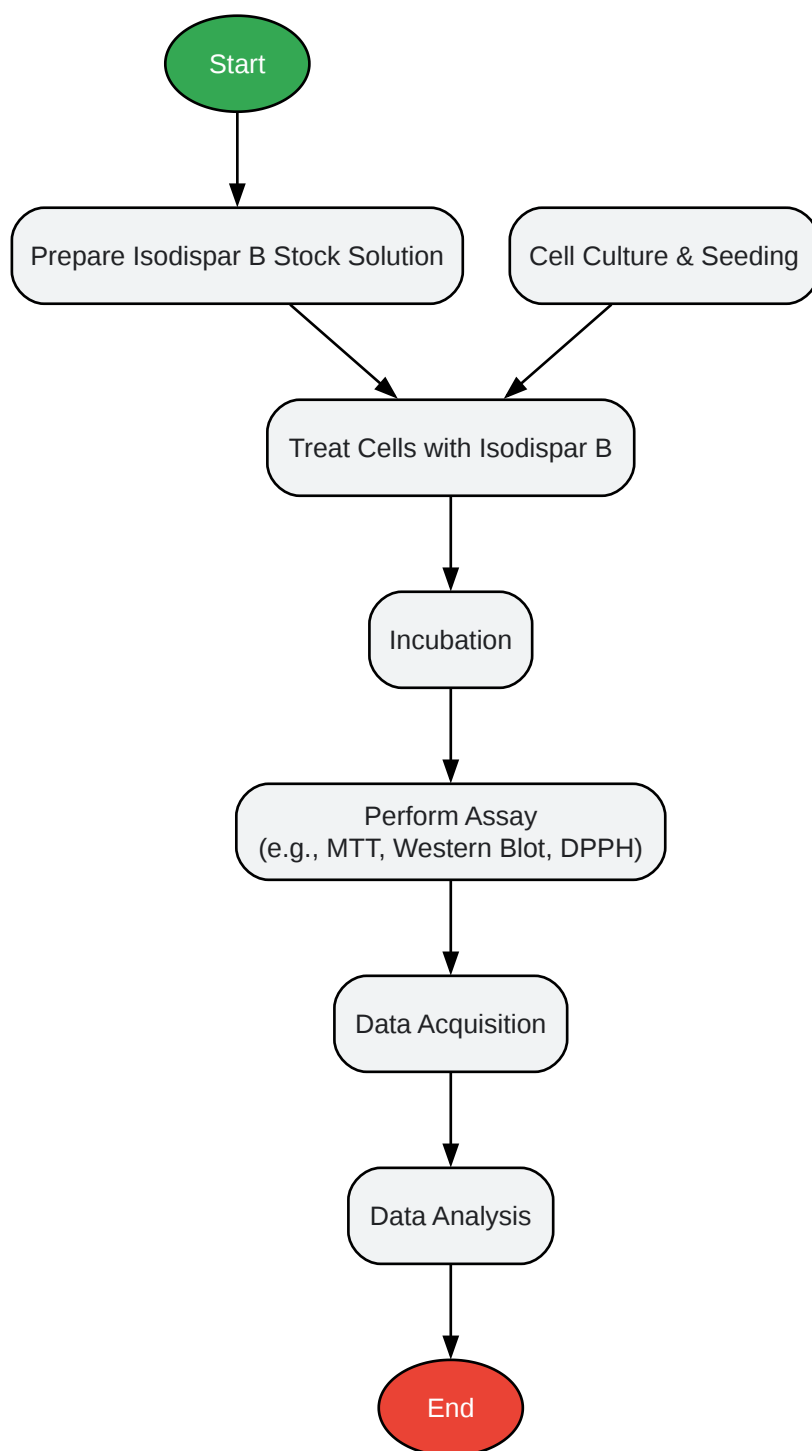 Start
Prepare Isodispar B Stock Solution
Cell Culture & Seeding
Treat Cells with Isodispar B
Incubation
Perform Assay
(e.g., MTT, Western Blot, DPPH)
Data Acquisition
Data Analysis
End